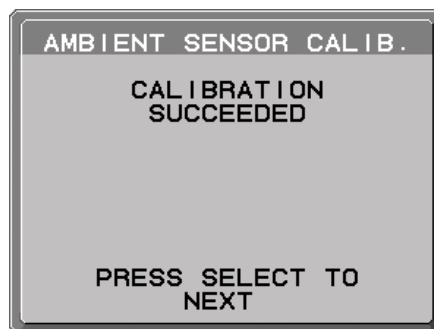 AMBIENT SENSOR CALIB.
CALIBRATION
SUCCEEDED
PRESS SELECT TO
NEXT